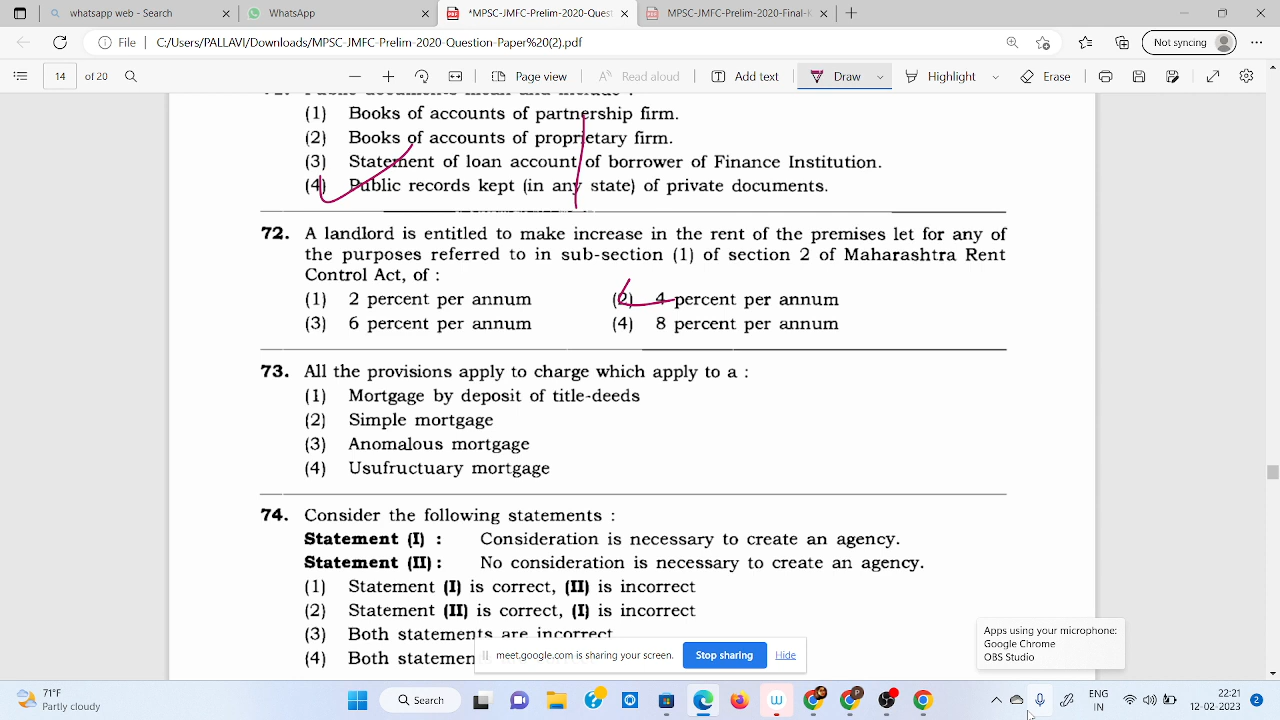 whatsapp web - Search
WhatsApp
*MPSC-JMFC-Prelim-2020-Quest
MPSC-JMFC-Prelim-2020-Final-K
File
C:/Users/PALLAVI/Downloads/MPSC_JMFC-Prelim-2020-Question-Paper%20(2).pdf
Not syncing
14 of 20
Page view
Read aloud
Add text
Draw
Highlight
Erase
(1) Books of accounts of partnership firm.
(2) Books of accounts of proprietary firm.
(3) Statement of loan account of borrower of Finance Institution.
(4) Public records kept (in any state) of private documents.
72. A landlord is entitled to make increase in the rent of the premises let for any of
the purposes referred to in sub-section (1) of section 2 of Maharashtra Rent
Control Act, of :
(1) 2 percent per annum (2) 4 percent per annum
(3) 6 percent per annum (4) 8 percent per annum
73. All the provisions apply to charge which apply to a :
(1) Mortgage by deposit of title-deeds
(2) Simple mortgage
(3) Anomalous mortgage
(4) Usufructuary mortgage
74. Consider the following statements :
Statement (I) : Consideration is necessary to create an agency.
Statement (II) : No consideration is necessary to create an agency.
(1) Statement (I) is correct, (II) is incorrect
(2) Statement (II) is correct, (I) is incorrect
(3) Both statements are incorrect
(4) Both statemen
meet.google.com is sharing your screen.
Stop sharing
Hide
Apps using your microphone:
Google Chrome
OBS Studio
71°F
Partly cloudy
Search
ENG
IN
18:21
12-02-2023
2